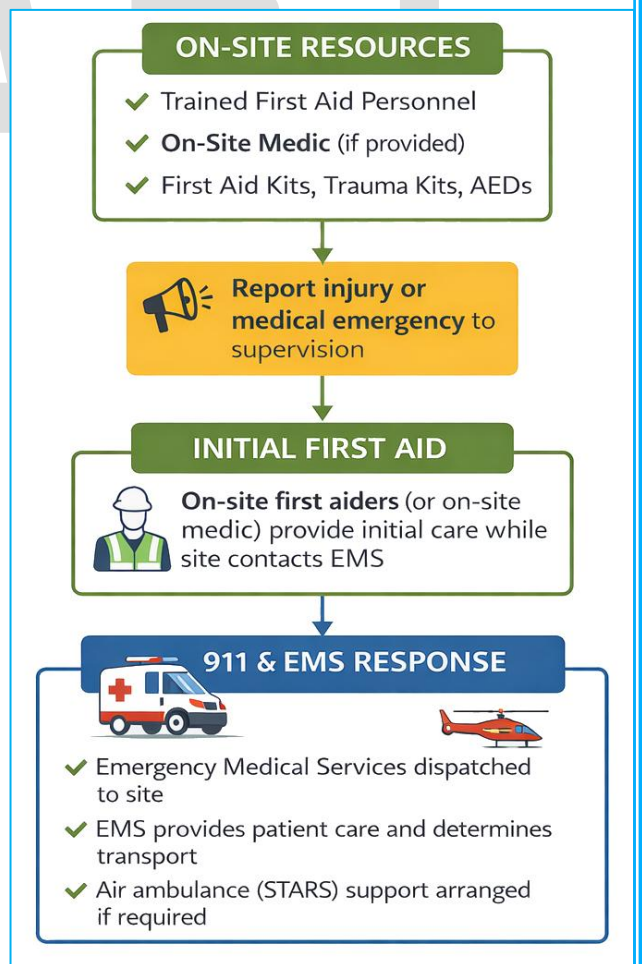 ON-SITE RESOURCES
Trained First Aid Personnel
On-Site Medic (if provided)
First Aid Kits, Trauma Kits, AEDs
Report injury or
medical emergency to
supervision
INITIAL FIRST AID
On-site first aiders (or on-site
medic) provide initial care while
site contacts EMS
911 & EMS RESPONSE
Emergency Medical Services dispatched
to site
EMS provides patient care and determines
transport
Air ambulance (STARS) support arranged
if required